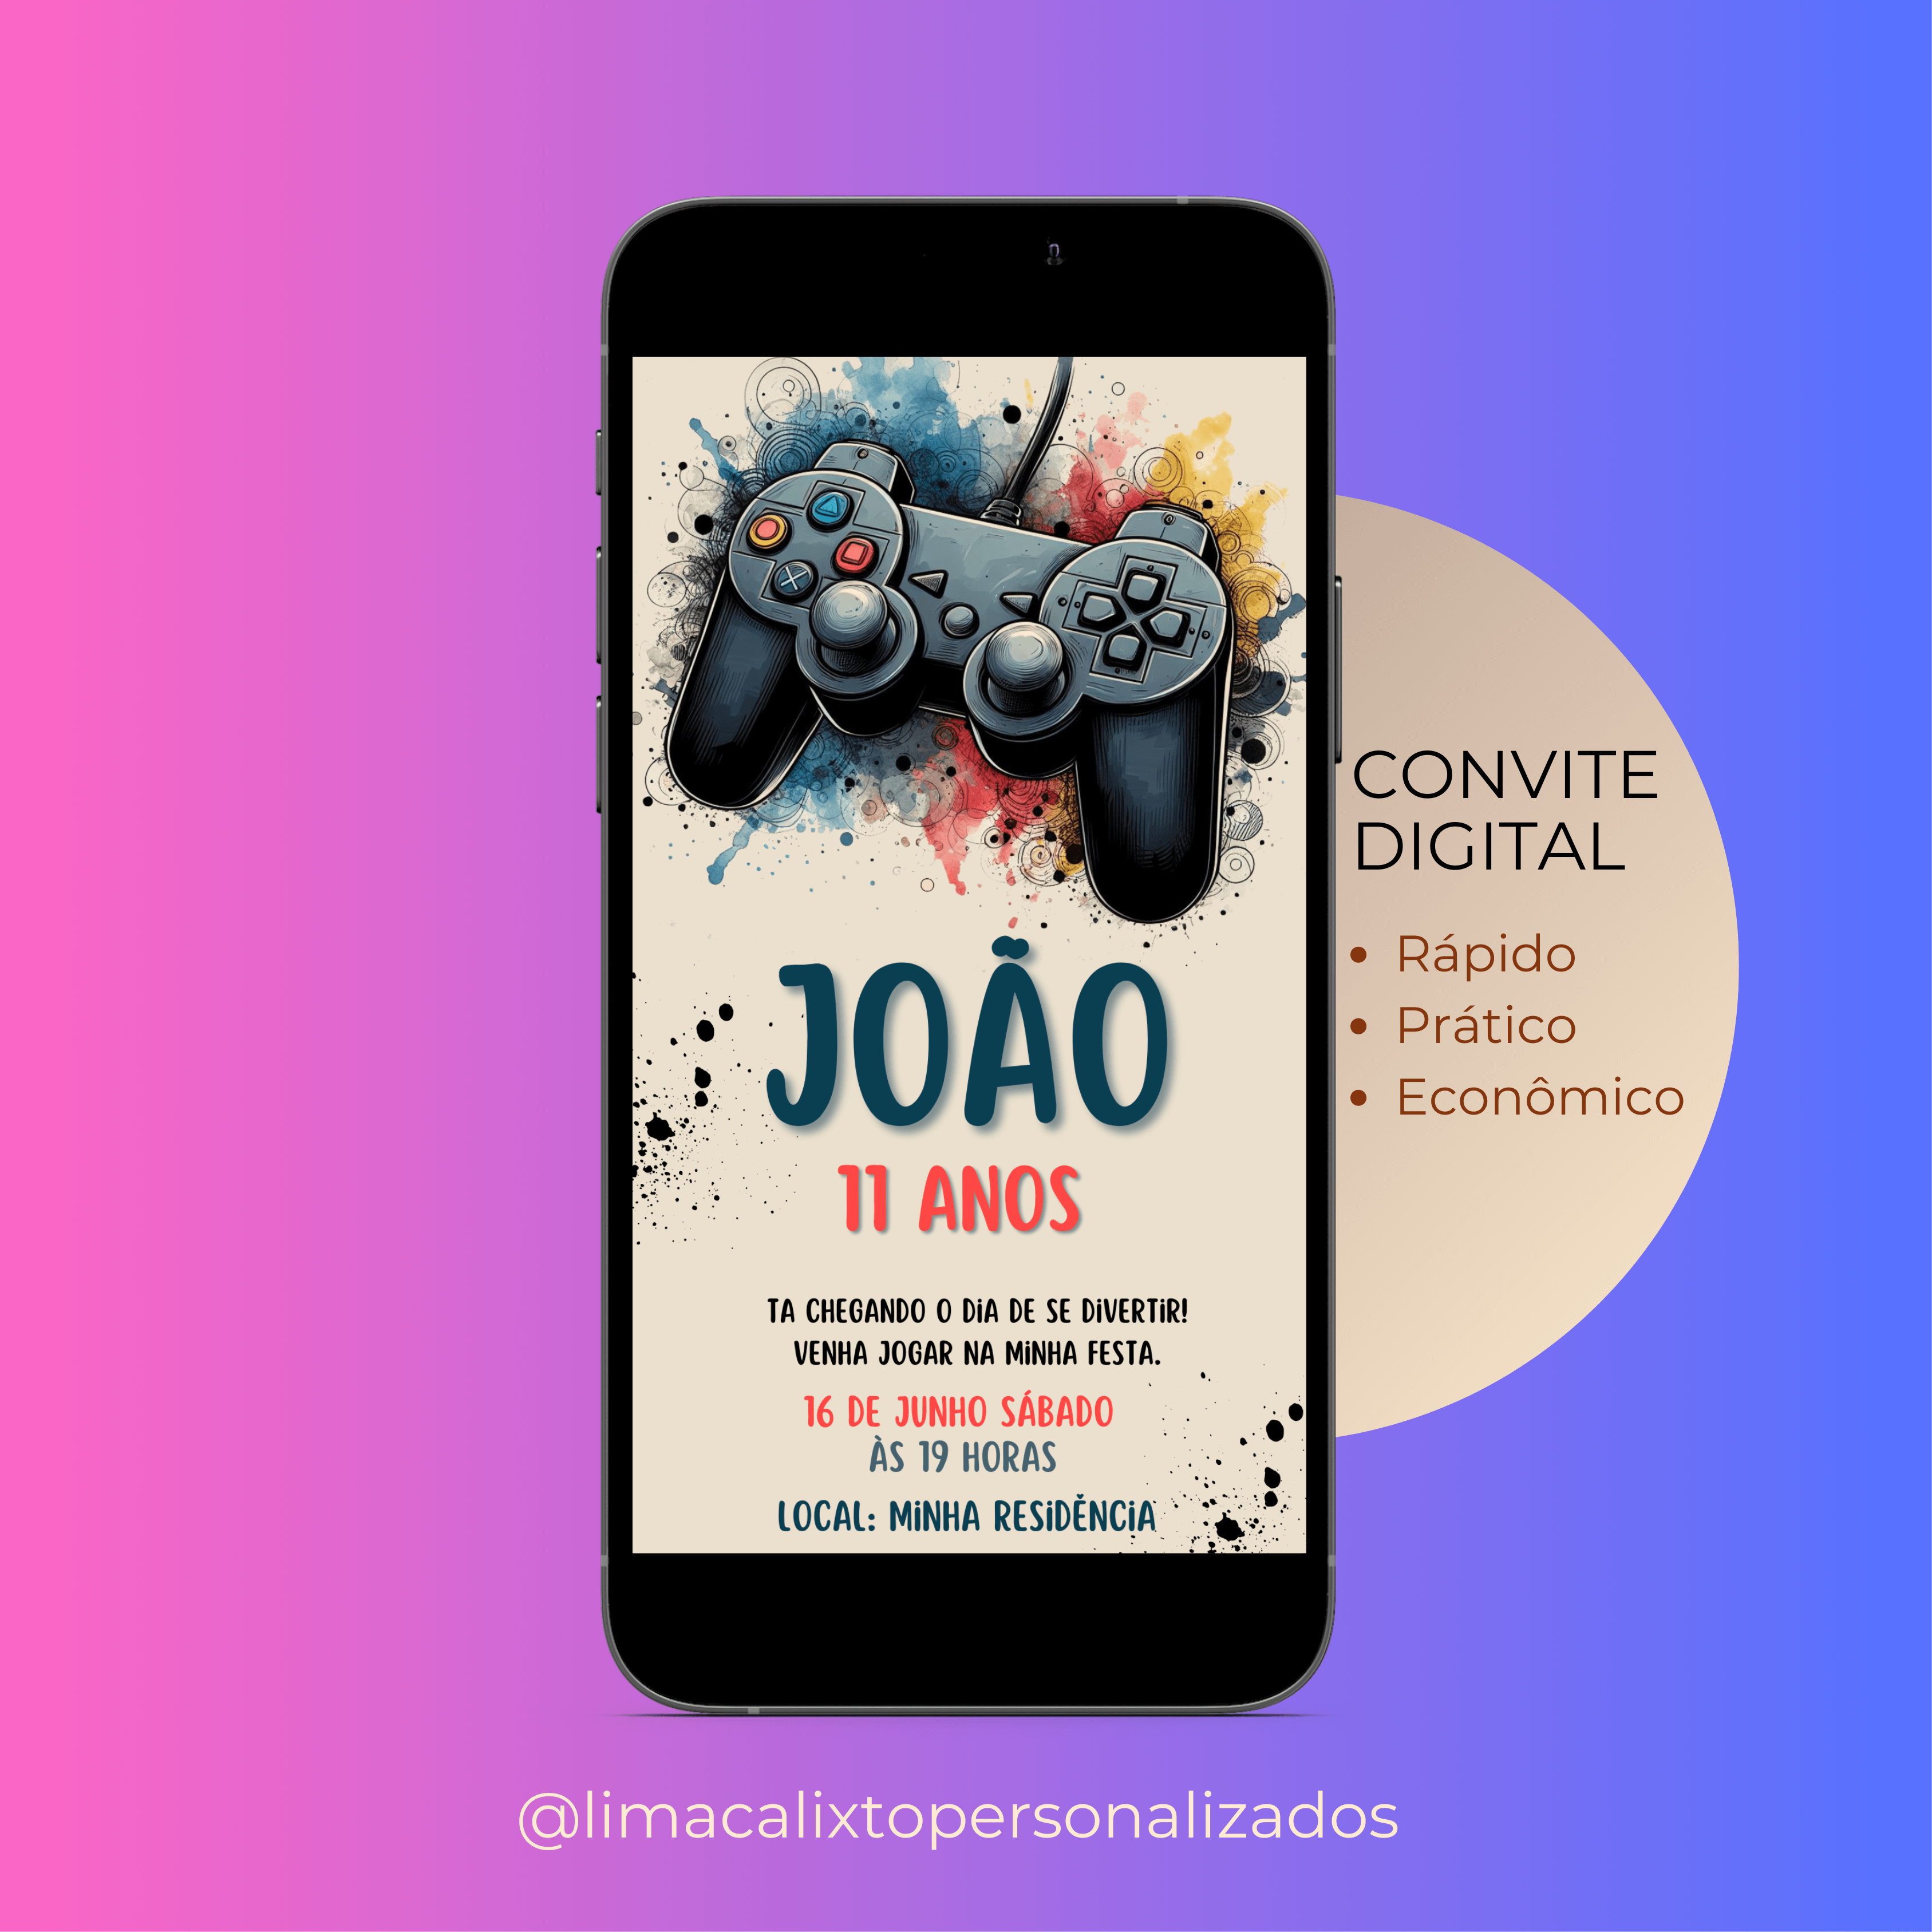 JOÃO
11 ANOS
TA CHEGANDO O DiA DE SE DiVERTiR!
VENHA JOGAR NA MiNHA FESTA.
16 DE JUNHO SÁBADO
ÀS 19 HORAS
LOCAL: MiNHA RESiDÊNCiA
CONVITE
DIGITAL
• Rápido
• Prático
• Econômico
@limacalixtopersonalizados